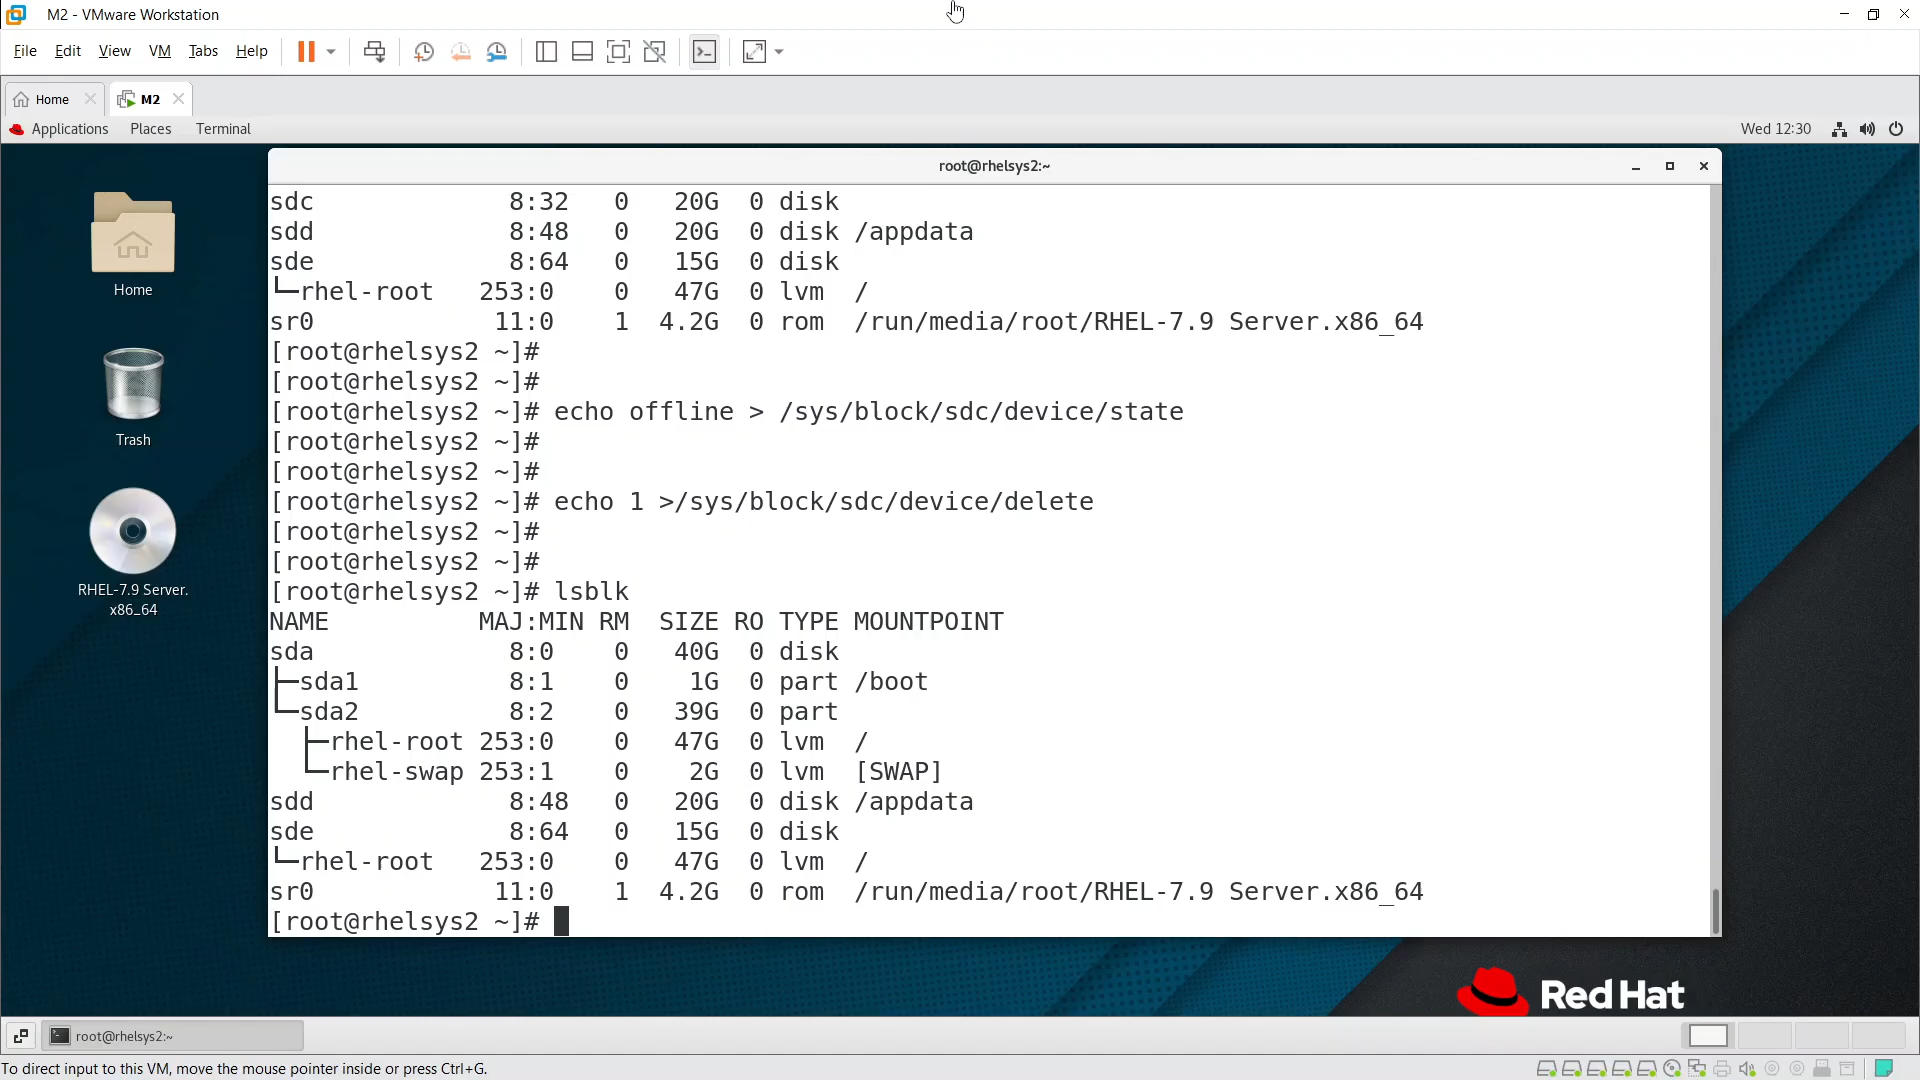 M2 - VMware Workstation
File Edit View VM Tabs Help
Home M2
Applications Places Terminal Wed 12:30
root@rhelsys2:~
sdc 8:32 0 20G 0 disk
sdd 8:48 0 20G 0 disk /appdata
sde 8:64 0 15G 0 disk
└─rhel-root 253:0 0 47G 0 lvm /
sr0 11:0 1 4.2G 0 rom /run/media/root/RHEL-7.9 Server.x86_64
[root@rhelsys2 ~]#
[root@rhelsys2 ~]#
[root@rhelsys2 ~]# echo offline > /sys/block/sdc/device/state
[root@rhelsys2 ~]#
[root@rhelsys2 ~]#
[root@rhelsys2 ~]# echo 1 >/sys/block/sdc/device/delete
[root@rhelsys2 ~]#
[root@rhelsys2 ~]#
[root@rhelsys2 ~]# lsblk
NAME MAJ:MIN RM SIZE RO TYPE MOUNTPOINT
sda 8:0 0 40G 0 disk
├─sda1 8:1 0 1G 0 part /boot
└─sda2 8:2 0 39G 0 part
├─rhel-root 253:0 0 47G 0 lvm /
└─rhel-swap 253:1 0 2G 0 lvm [SWAP]
sdd 8:48 0 20G 0 disk /appdata
sde 8:64 0 15G 0 disk
└─rhel-root 253:0 0 47G 0 lvm /
sr0 11:0 1 4.2G 0 rom /run/media/root/RHEL-7.9 Server.x86_64
[root@rhelsys2 ~]#
Home
Trash
RHEL-7.9 Server.
x86_64
Red Hat
root@rhelsys2:~
To direct input to this VM, move the mouse pointer inside or press Ctrl+G.